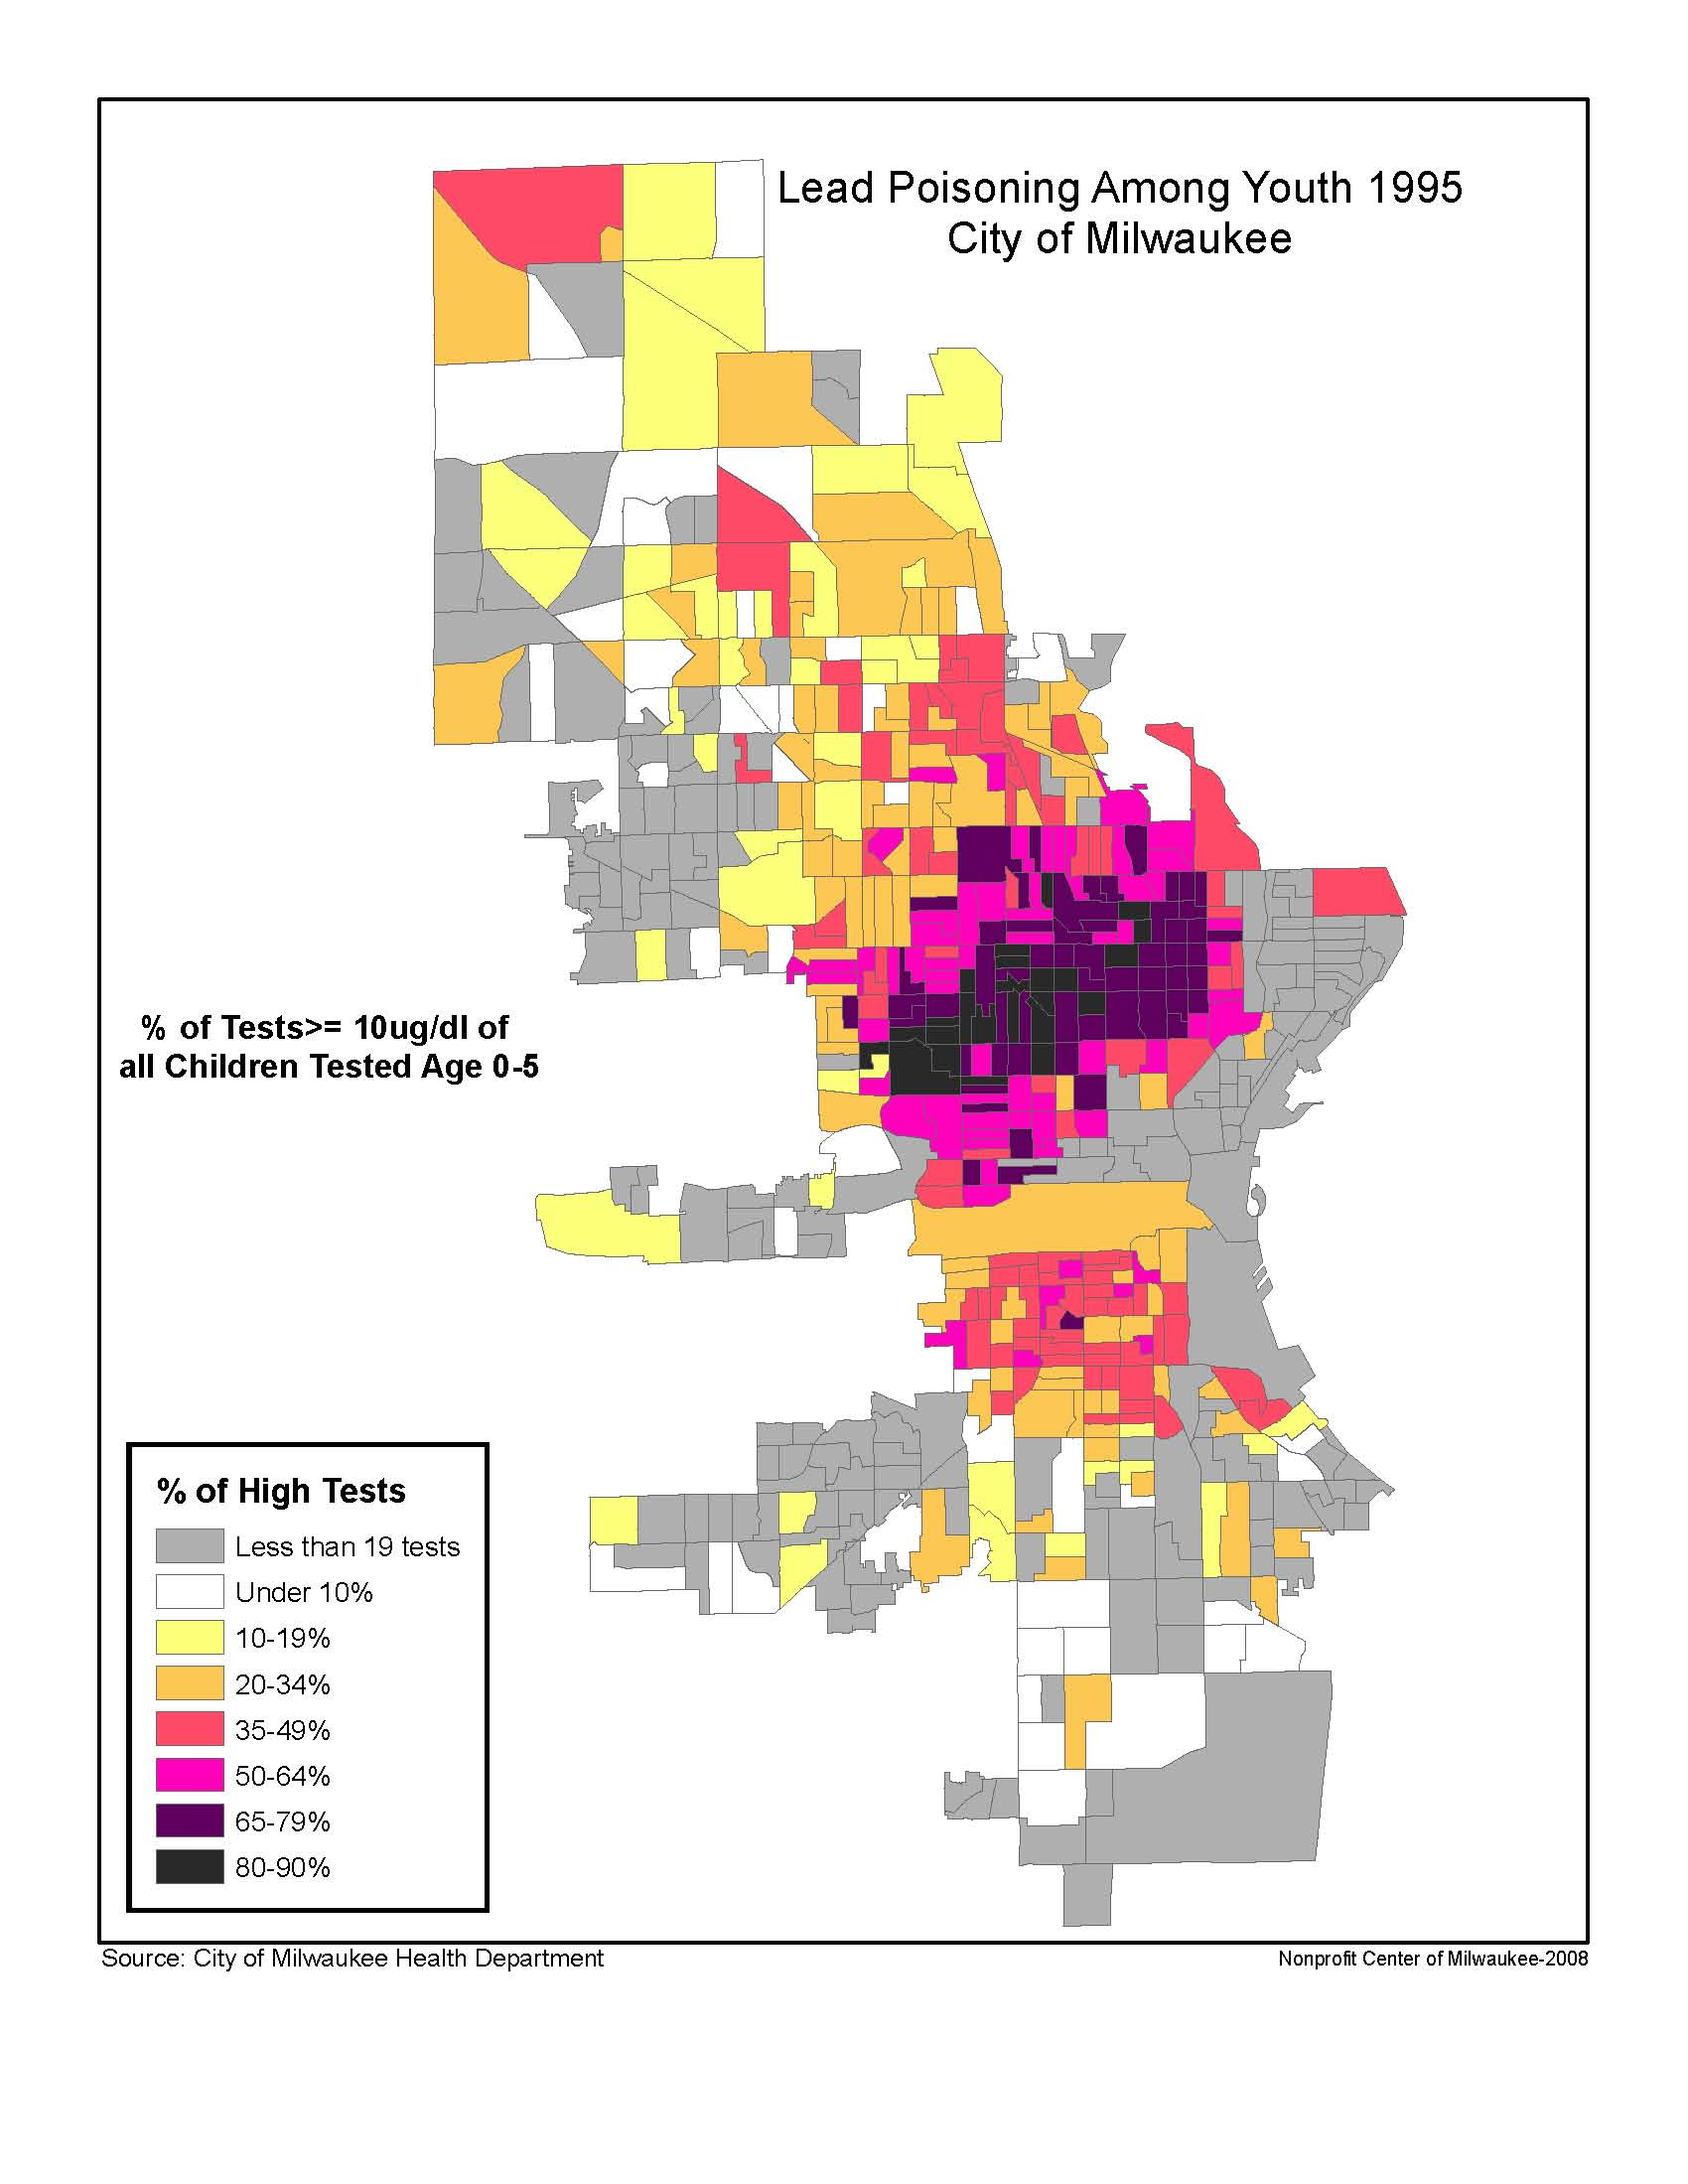 Lead Poisoning Among Youth 1995
City of Milwaukee
% of Tests>= 10ug/dl of
all Children Tested Age 0-5
% of High Tests
Less than 19 tests
Under 10%
10-19%
20-34%
35-49%
50-64%
65-79%
80-90%
Source: City of Milwaukee Health Department
Nonprofit Center of Milwaukee-2008